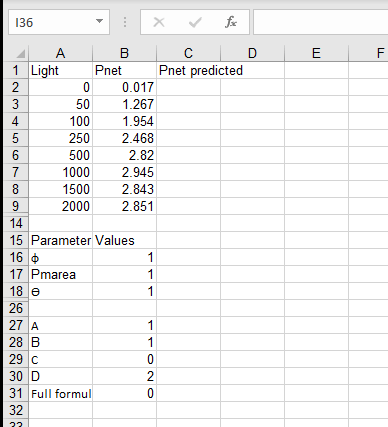 I36 fx
A B C D E F
1 Light Pnet Pnet predicted
2 0 0.017
3 50 1.267
4 100 1.954
5 250 2.468
6 500 2.82
7 1000 2.945
8 1500 2.843
9 2000 2.851
14
15 Parameter Values
16 ϕ 1
17 Pmarea 1
18 Θ 1
26
27 A 1
28 B 1
29 C 0
30 D 2
31 Full formul 0
32
33